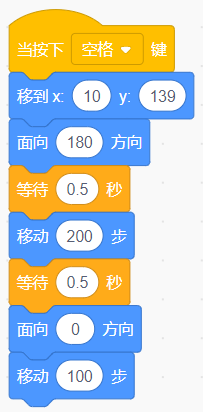 当按下 空格 键
移到 x: 10 y: 139
面向 180 方向
等待 0.5 秒
移动 200 步
等待 0.5 秒
面向 0 方向
移动 100 步